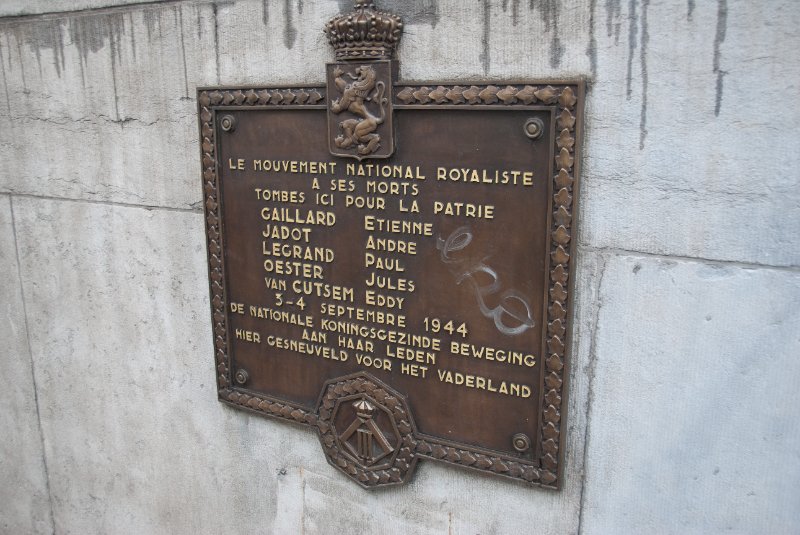 LE MOUVEMENT NATIONAL ROYALISTE
A SES MORTS
TOMBES ICI POUR LA PATRIE
GAILLARD ETIENNE
JADOT ANDRE
LEGRAND PAUL
OESTER JULES
VAN CUTSEM EDDY
3-4 SEPTEMBRE 1944
DE NATIONALE KONINGSGEZINDE BEWEGING
AAN HAAR LEDEN
HIER GESNEUVELD VOOR HET VADERLAND